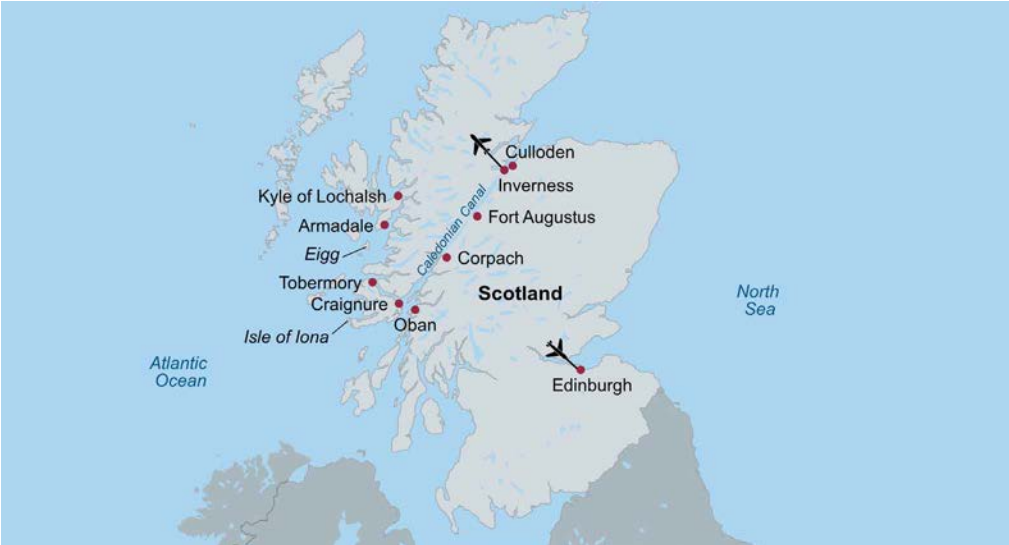 Culloden
Inverness
Kyle of Lochalsh
Fort Augustus
Armadale
Caledonian Canal
Eigg
Corpach
Tobermory
Scotland
Craignure
North
Sea
Oban
Isle of Iona
Atlantic
Ocean
Edinburgh